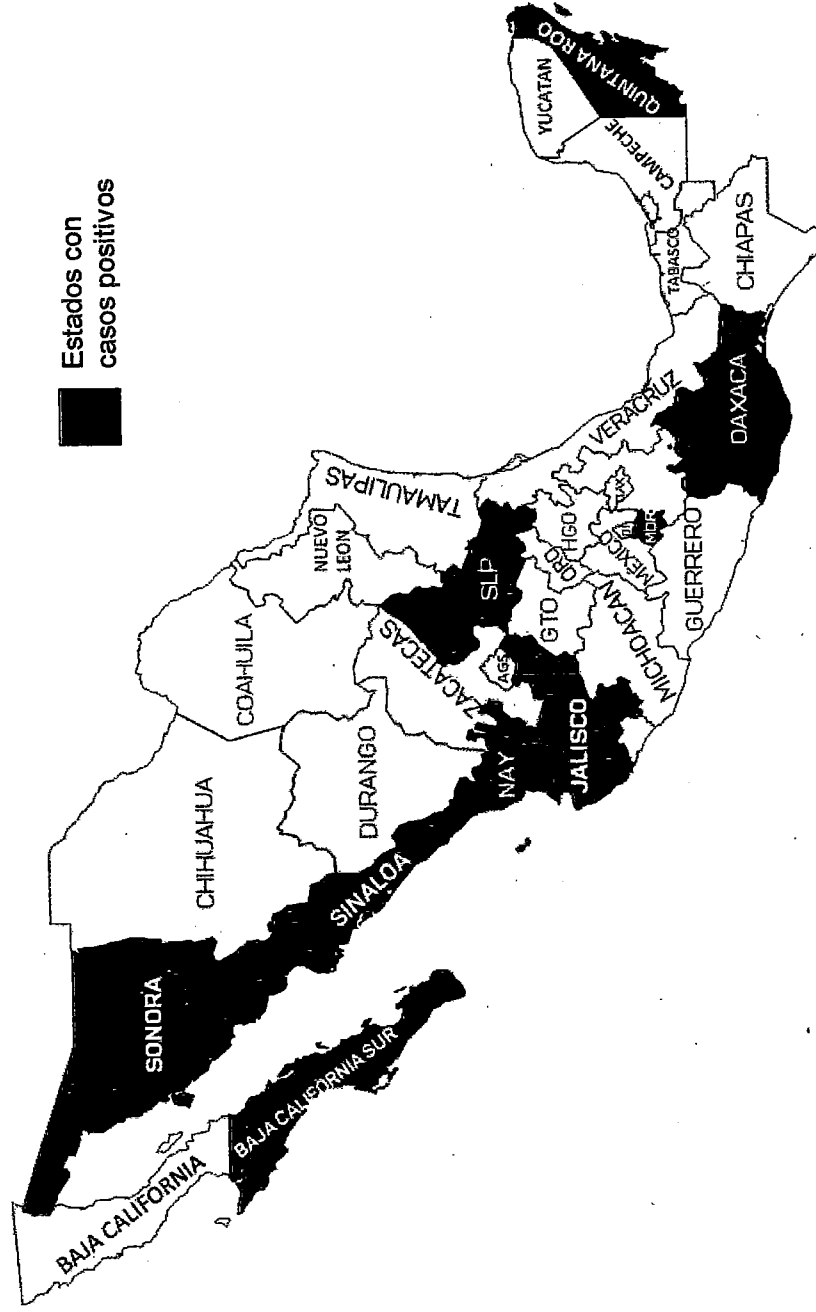 Estados con
casos positivos
BAJA CALIFORNIA
BAJA CALIFORNIA SUR
SONORA
CHIHUAHUA
SINALOA
DURANGO
COAHUILA
NUEVO
LEON
TAMAULIPAS
ZACATECAS
SLP
NAY
AGS
JALISCO
GTO
QRO
HGO
MICHOACAN
MÉXICO
MOR
GUERRERO
VERACRUZ
OAXACA
TABASCO
CHIAPAS
CAMPECHE
YUCATAN
QUINTANA ROO